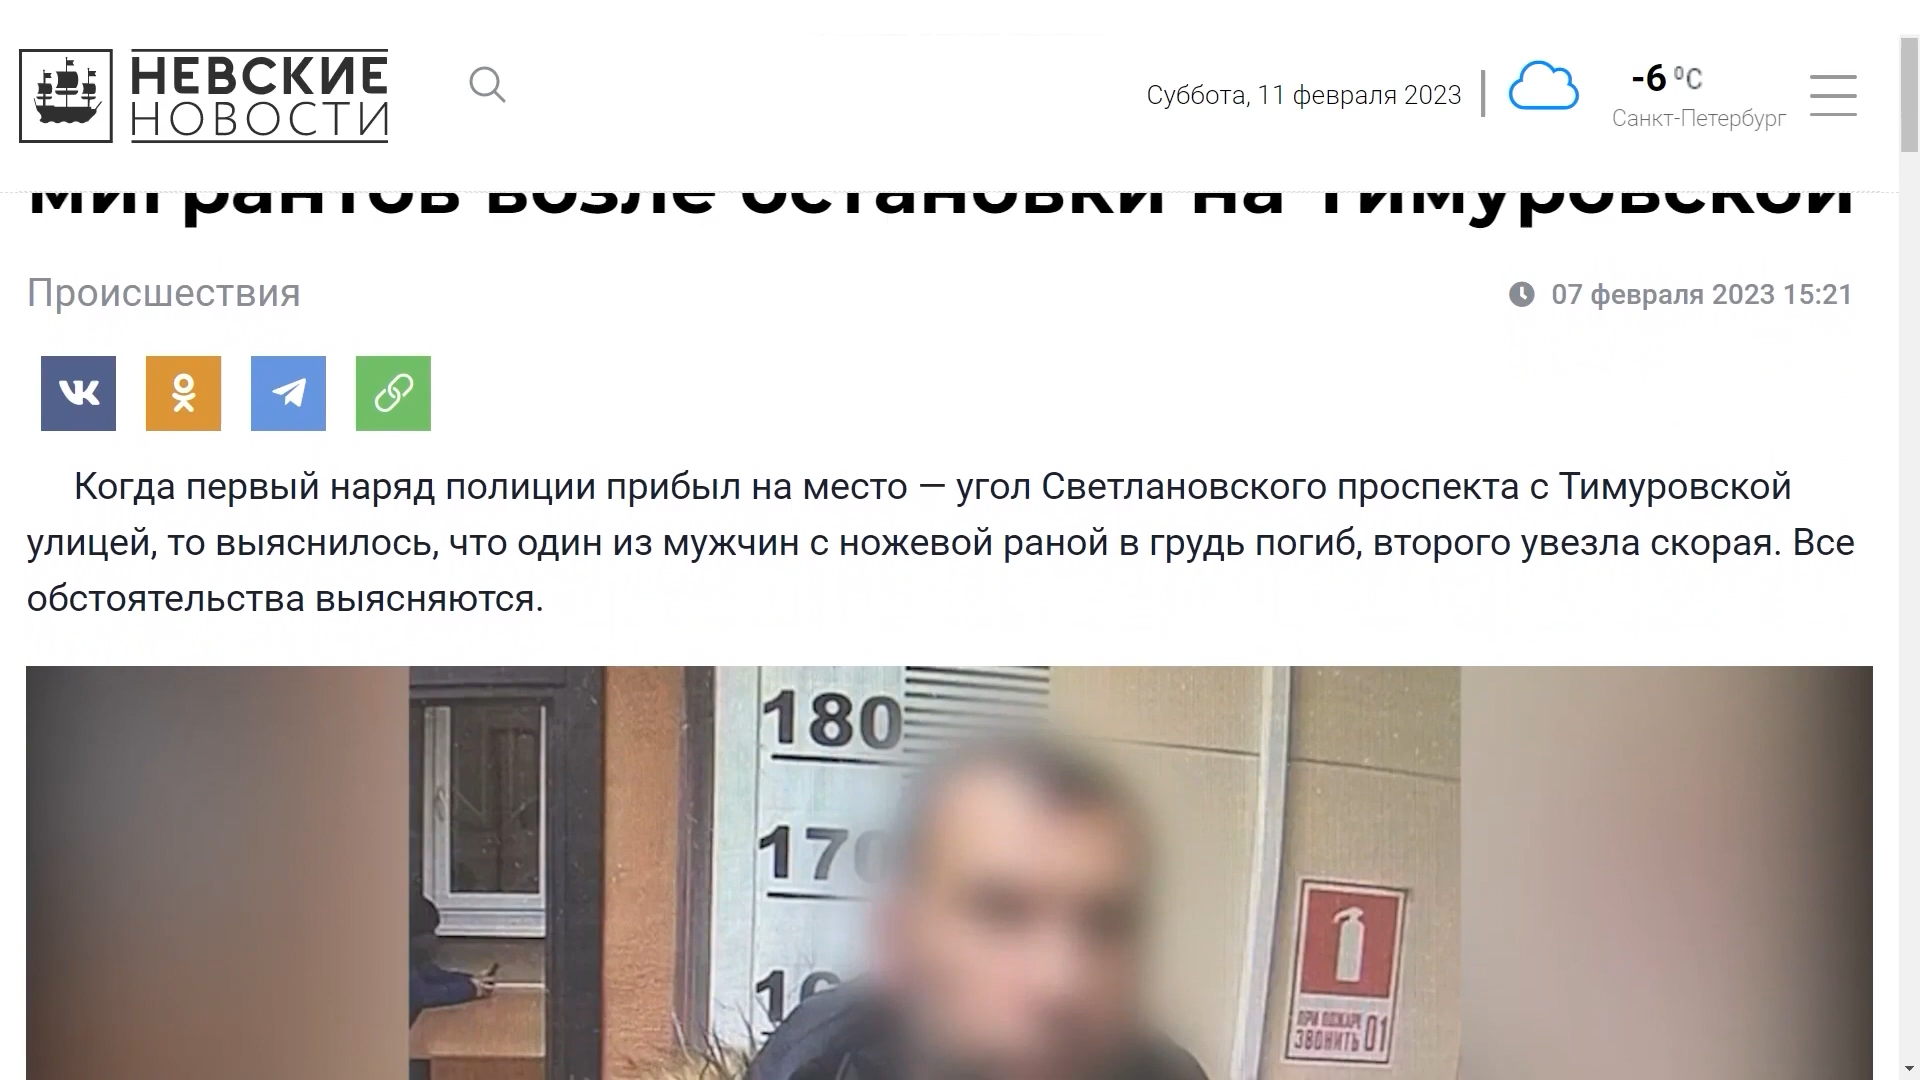 НЕВСКИЕ
НОВОСТИ
Суббота, 11 февраля 2023
-6 °C
Санкт-Петербург
мигрантов возле остановки на Тимуровской
Происшествия
07 февраля 2023 15:21
Когда первый наряд полиции прибыл на место — угол Светлановского проспекта с Тимуровской
улицей, то выяснилось, что один из мужчин с ножевой раной в грудь погиб, второго увезла скорая. Все
обстоятельства выясняются.
180
170
ПРИ ПОЖАРЕ
ЗВОНИТЬ 01